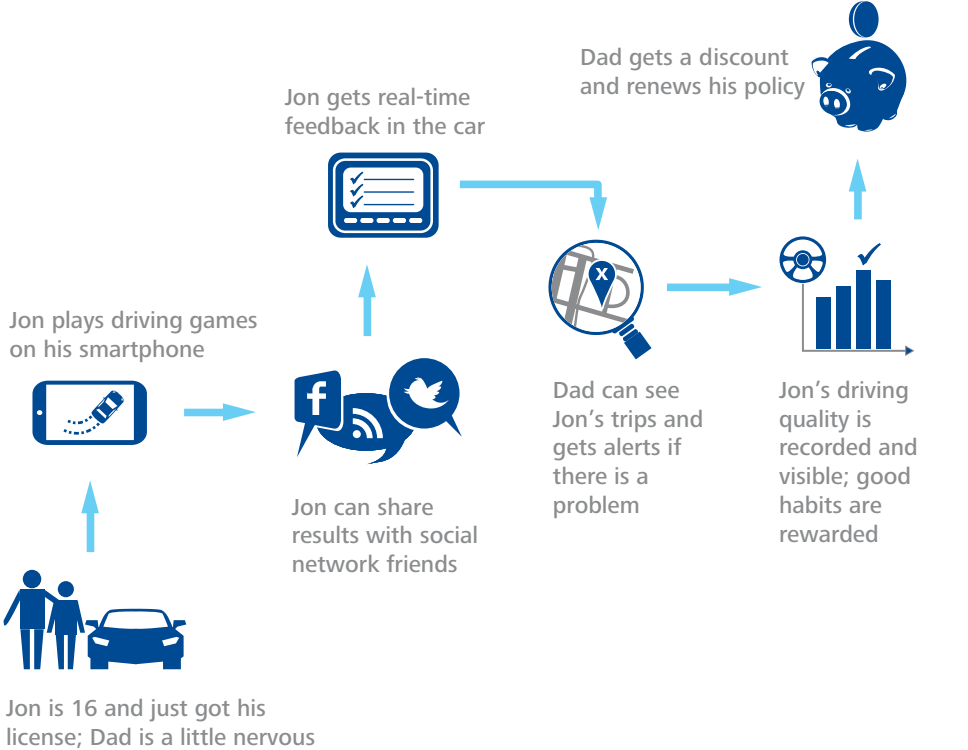 Jon is 16 and just got his
license; Dad is a little nervous
Jon plays driving games
on his smartphone
f
Jon can share
results with social
network friends
Jon gets real-time
feedback in the car
X
Dad can see
Jon’s trips and
gets alerts if
there is a
problem
Jon’s driving
quality is
recorded and
visible; good
habits are
rewarded
Dad gets a discount
and renews his policy